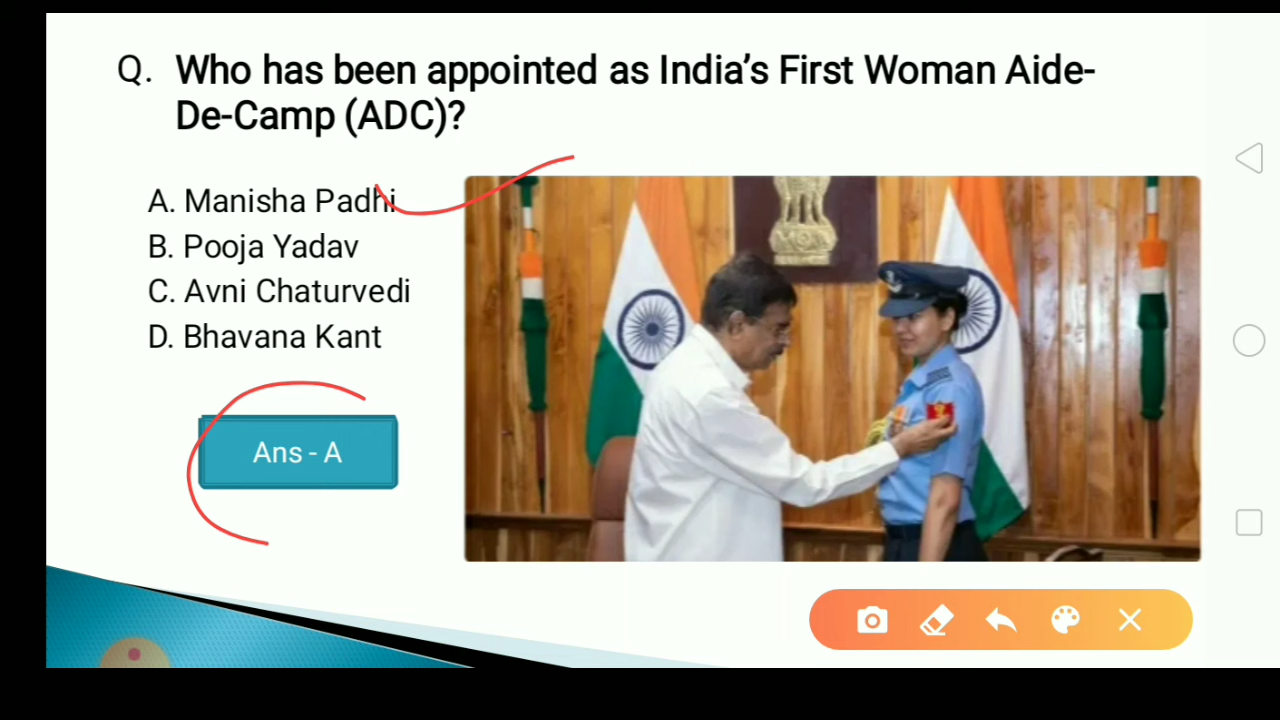 Q. Who has been appointed as India’s First Woman Aide-
De-Camp (ADC)?
A. Manisha Padhi
B. Pooja Yadav
C. Avni Chaturvedi
D. Bhavana Kant
Ans - A